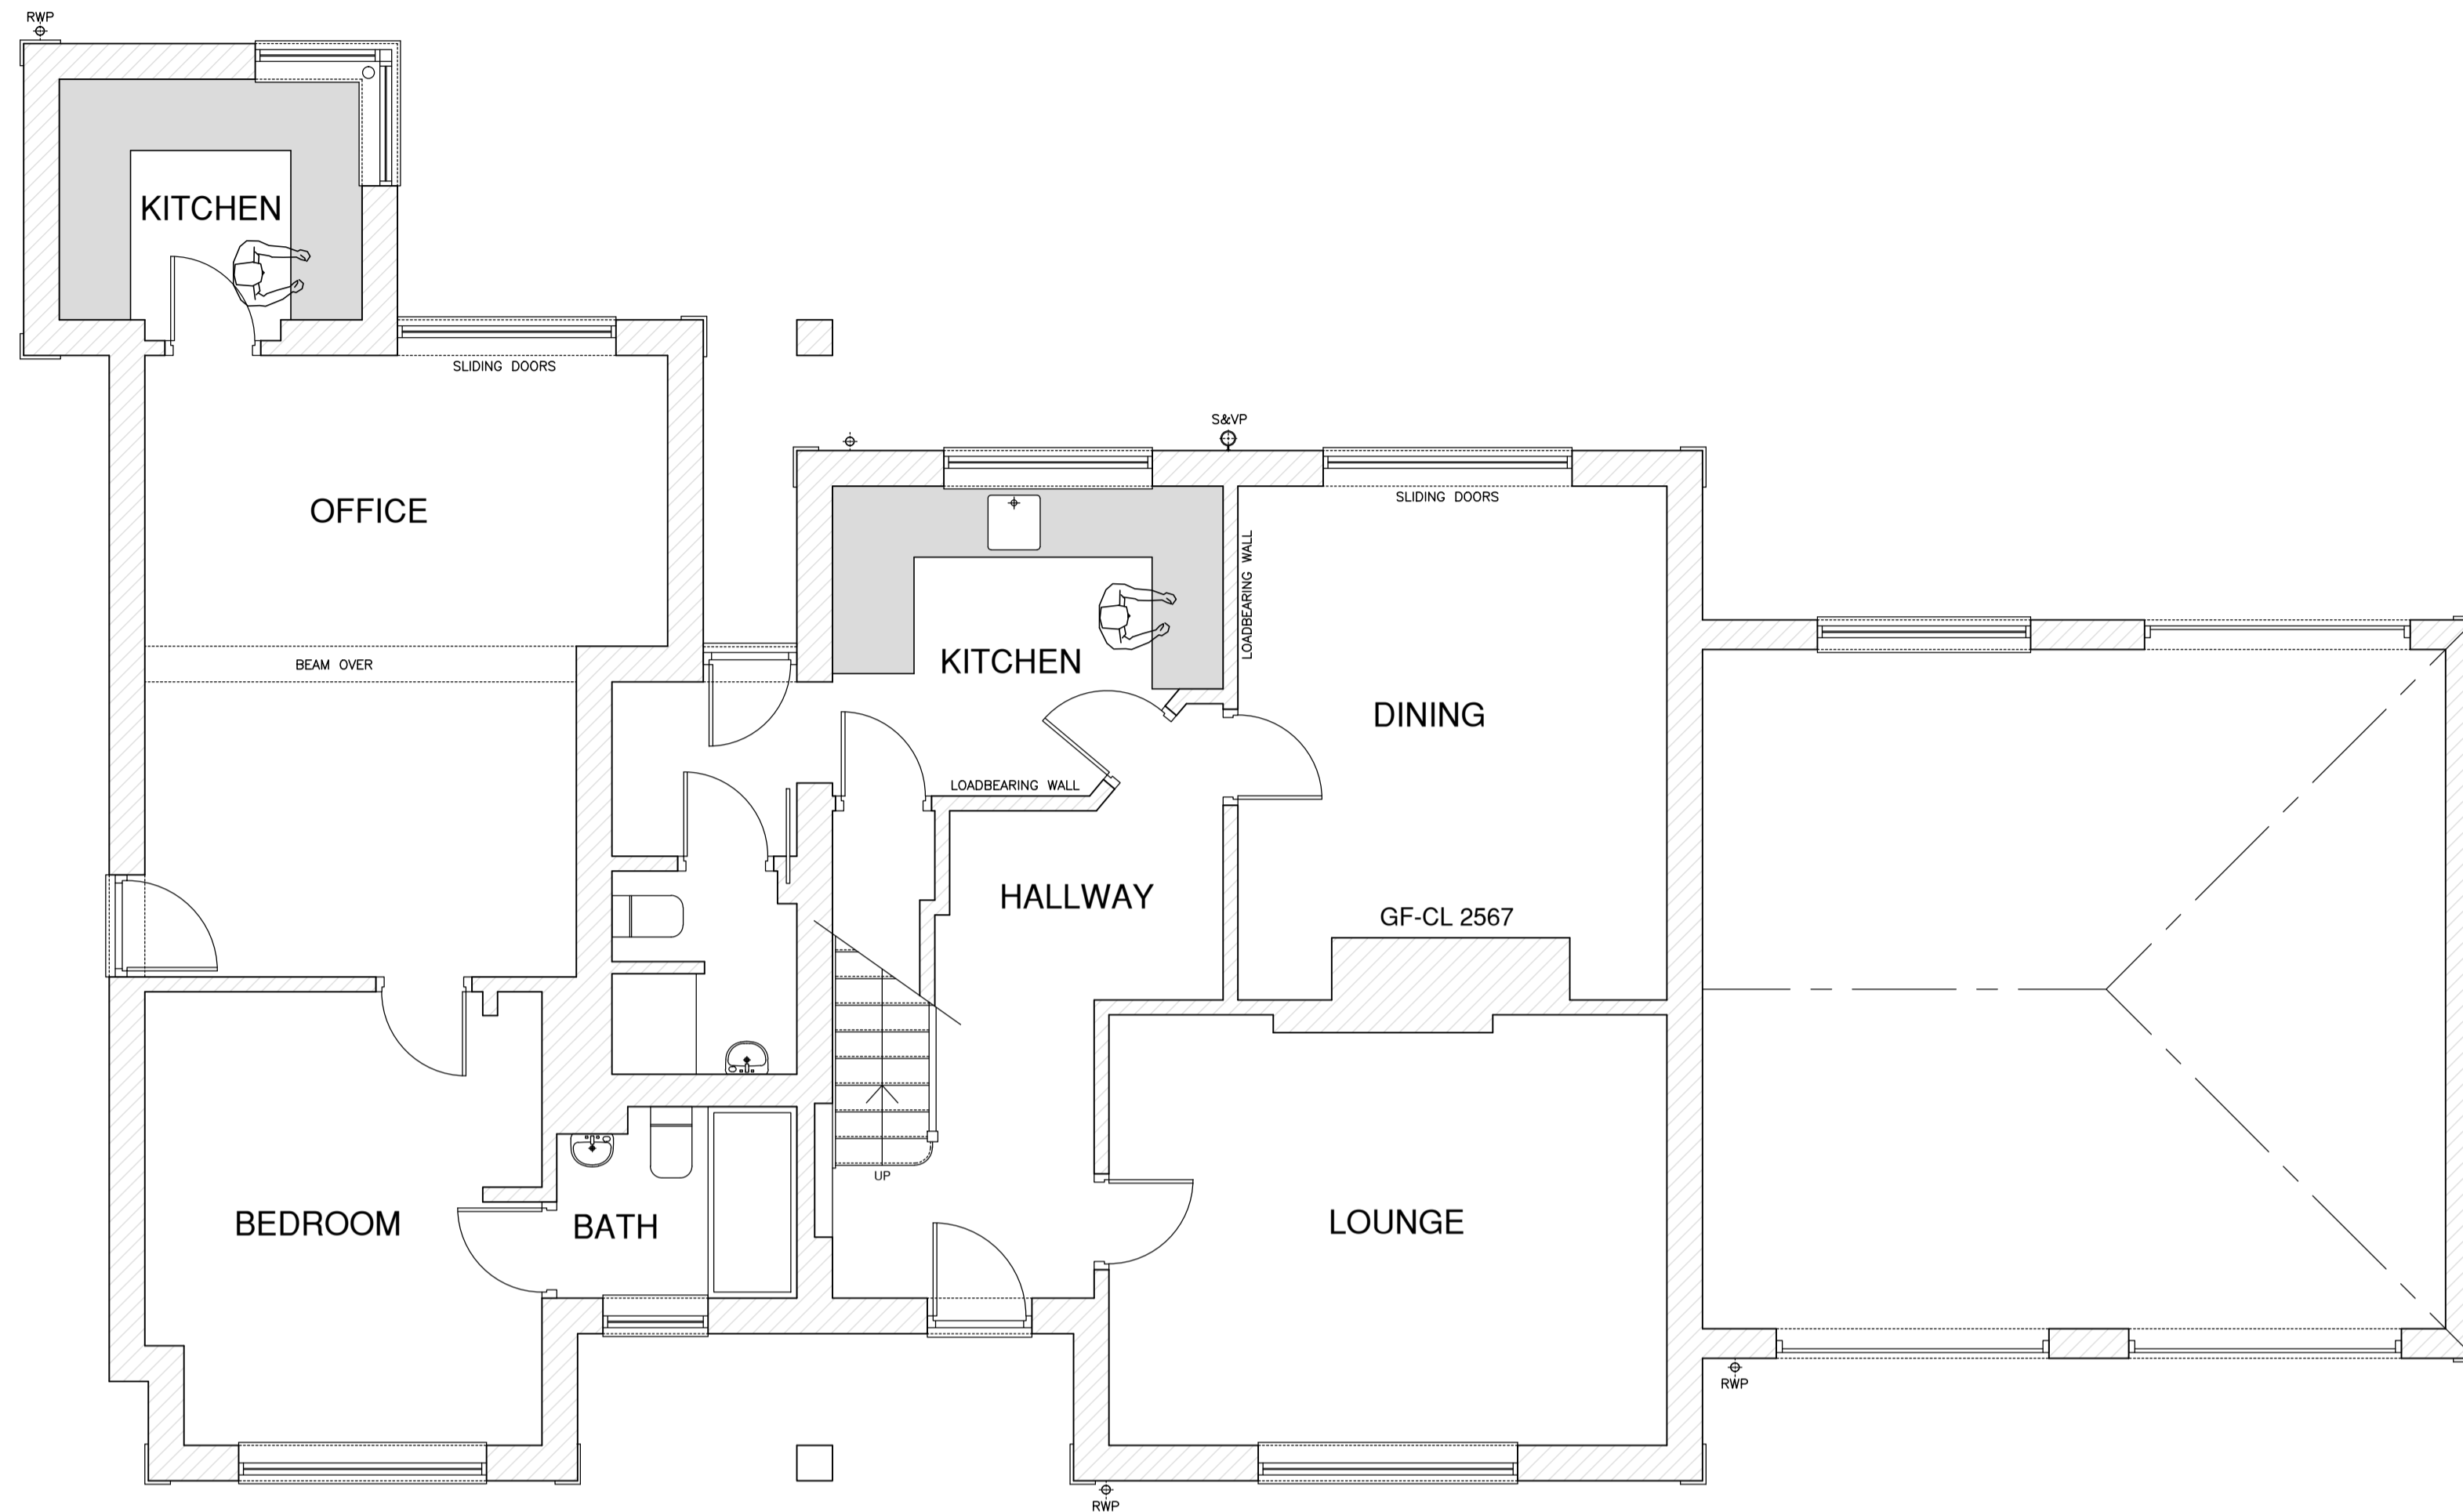 RWP
KITCHEN
SLIDING DOORS
S&VP
OFFICE
SLIDING DOORS
LOADBEARING WALL
BEAM OVER
KITCHEN
DINING
LOADBEARING WALL
HALLWAY
GF-CL 2567
UP
BEDROOM
BATH
LOUNGE
RWP
RWP